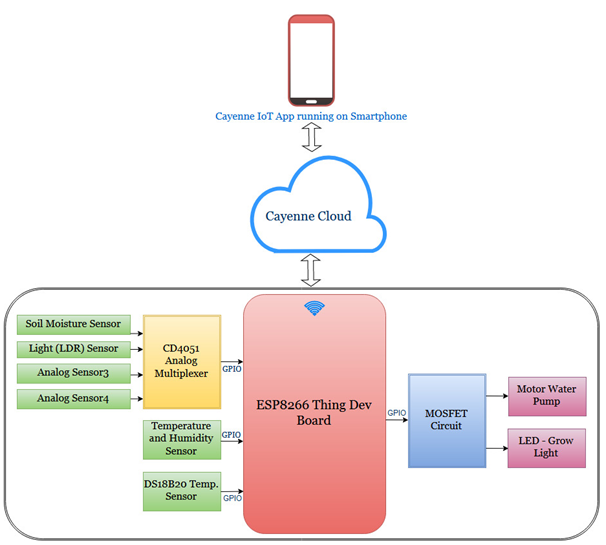 Cayenne IoT App running on Smartphone
Cayenne Cloud
Soil Moisture Sensor
Light (LDR) Sensor
Analog Sensor3
Analog Sensor4
CD4051
Analog
Multiplexer
GPIO
Temperature
and Humidity
Sensor
GPIO
DS18B20 Temp.
Sensor
GPIO
ESP8266 Thing Dev
Board
GPIO
MOSFET
Circuit
Motor Water
Pump
LED - Grow
Light